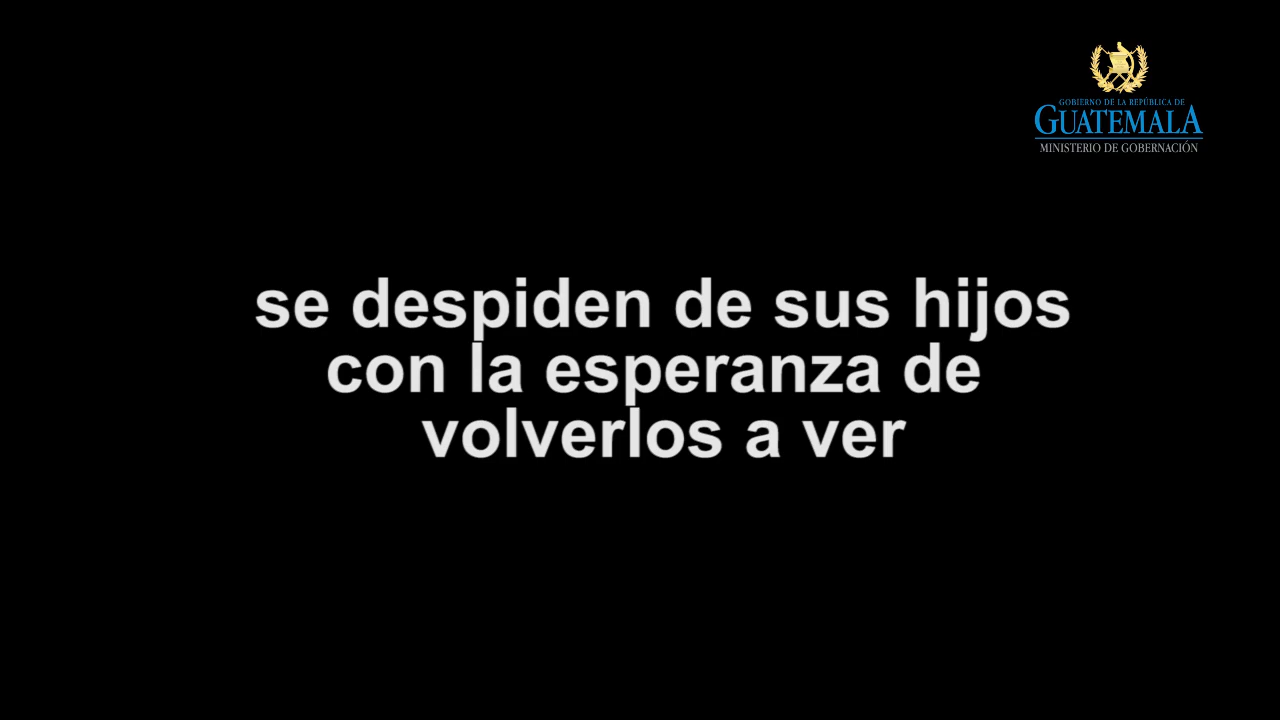 GOBIERNO DE LA REPÚBLICA DE
GUATEMALA
MINISTERIO DE GOBERNACIÓN
se despiden de sus hijos
con la esperanza de
volverlos a ver